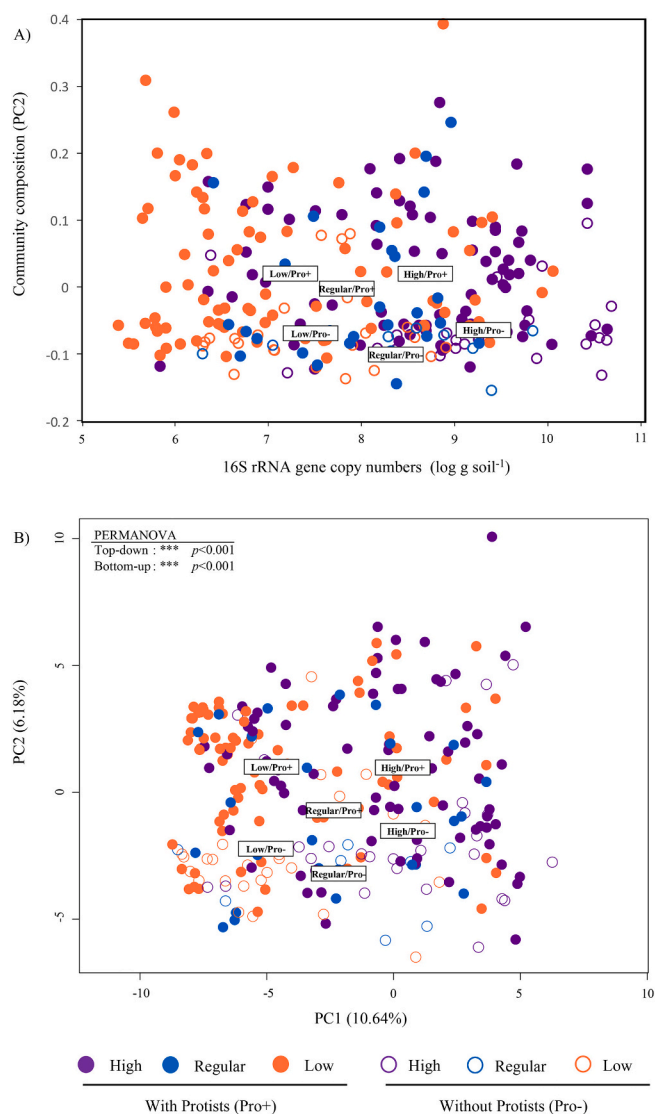 A)
0.4
0.3
0.2
0.1
0
-0.1
-0.2
Community composition (PC2)
Low/Pro+
High/Pro+
Regular/Pro+
Low/Pro-
High/Pro-
Regular/Pro-
5 6 7 8 9 10 11
16S rRNA gene copy numbers (log g soil-1)
B)
PERMANOVA
Top-down : *** p<0.001
Bottom-up : *** p<0.001
10
5
0
-5
PC2 (6.18%)
Low/Pro+
High/Pro+
Regular/Pro+
High/Pro-
Low/Pro-
Regular/Pro-
-10 -5 0 5 10
PC1 (10.64%)
High Regular Low High Regular Low
With Protists (Pro+) Without Protists (Pro-)